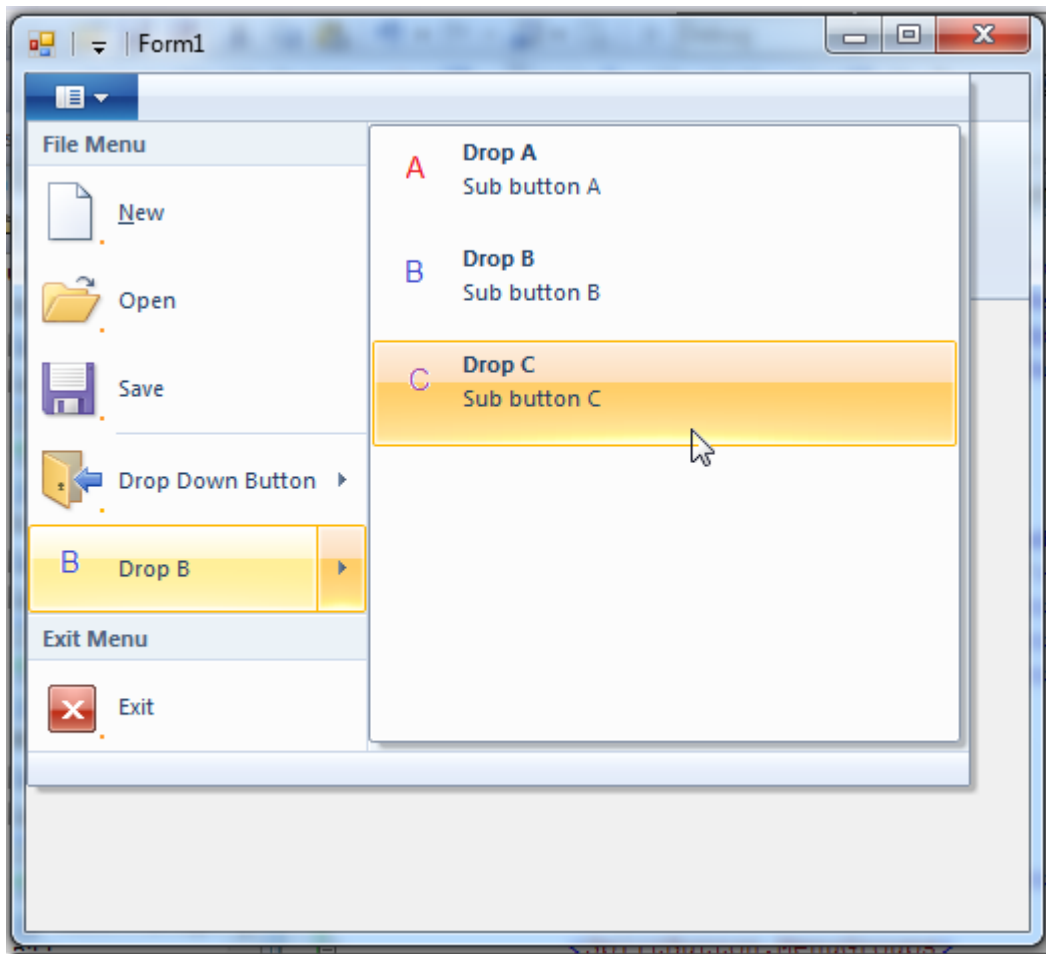 Form1
File Menu
New
Open
Save
Drop Down Button
B Drop B
Exit Menu
Exit
A
Drop A
Sub button A
B
Drop B
Sub button B
C
Drop C
Sub button C